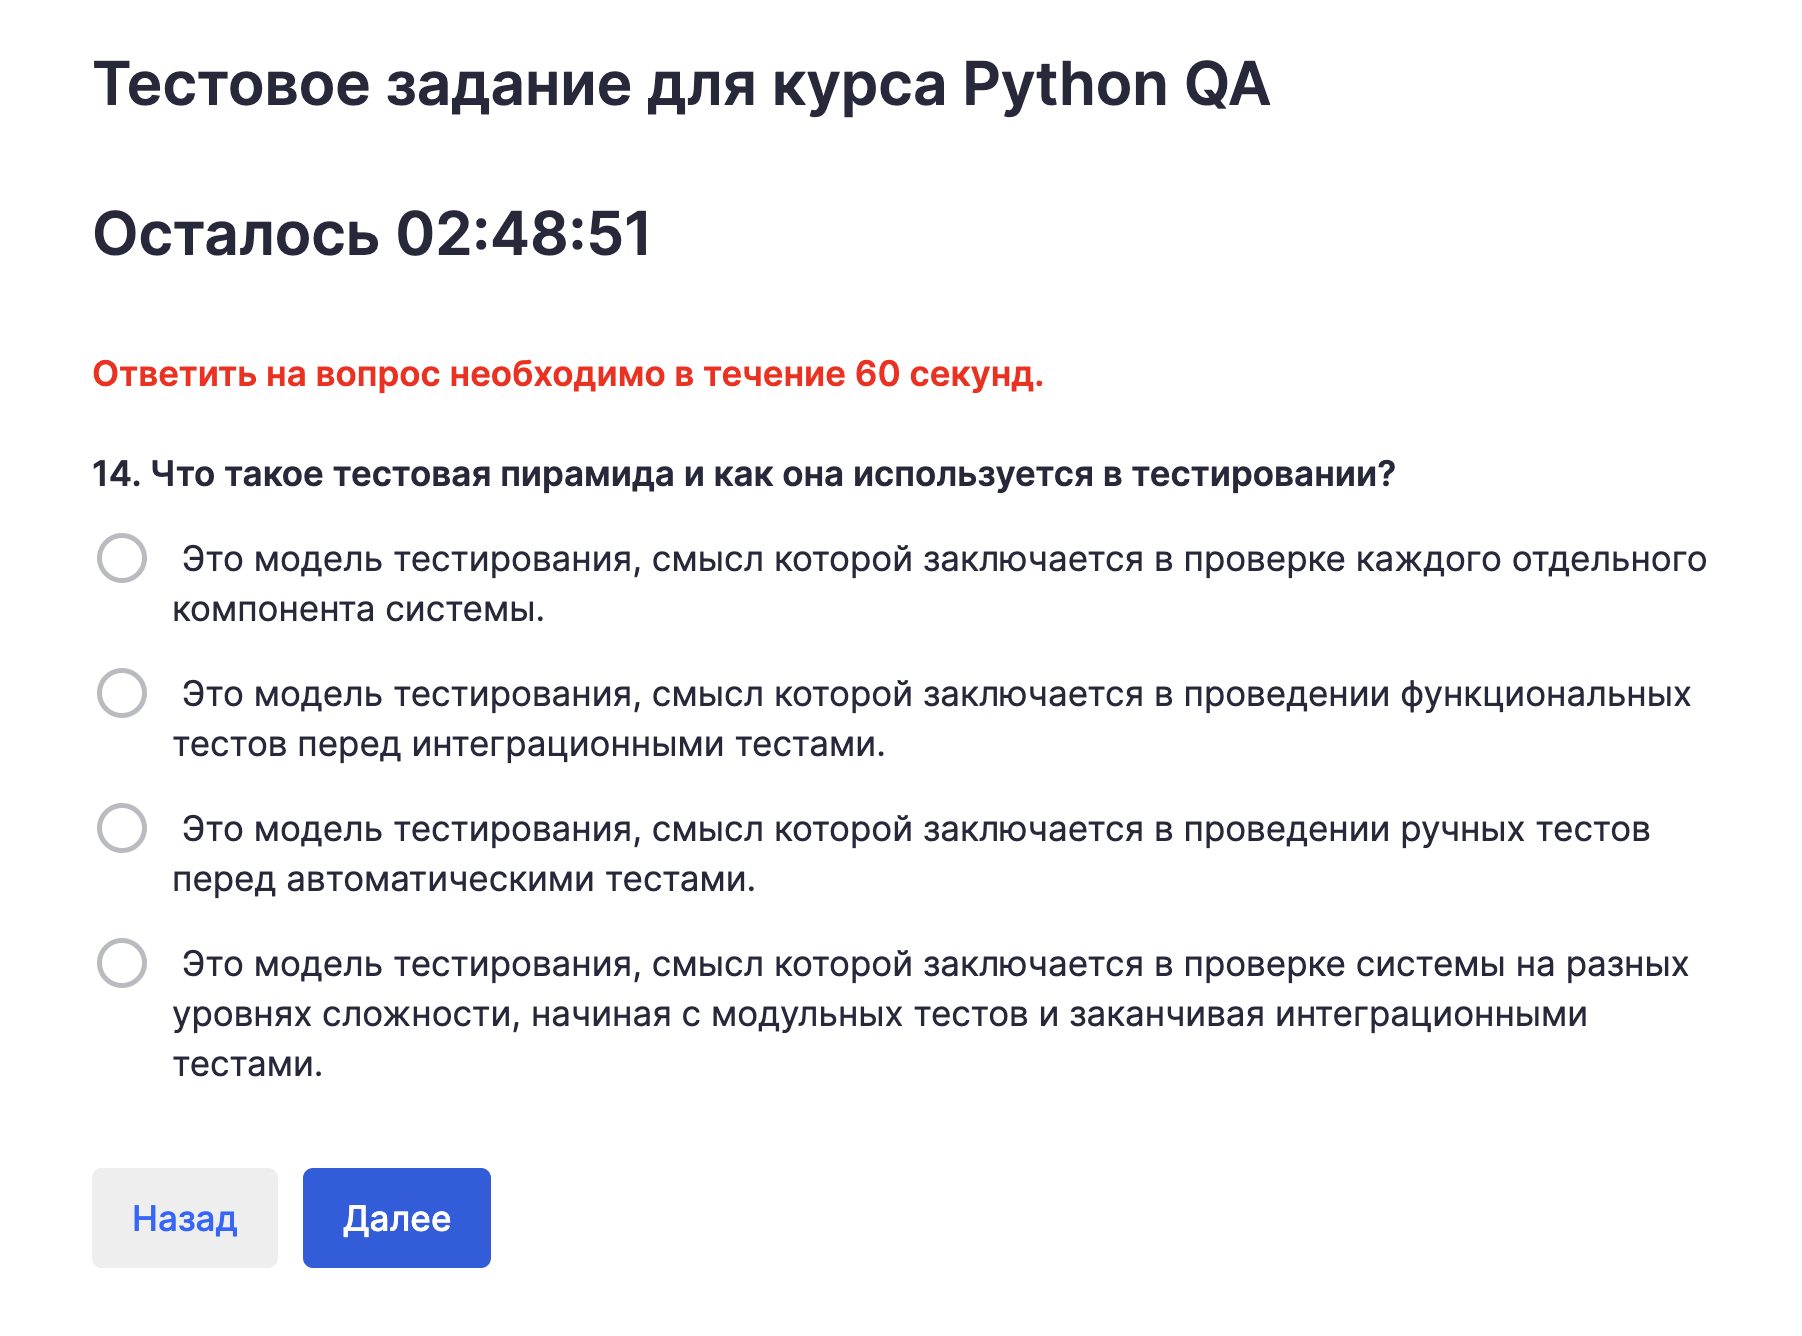 Тестовое задание для курса Python QA
Осталось 02:48:51
Ответить на вопрос необходимо в течение 60 секунд.
14. Что такое тестовая пирамида и как она используется в тестировании?
Это модель тестирования, смысл которой заключается в проверке каждого отдельного
компонента системы.
Это модель тестирования, смысл которой заключается в проведении функциональных
тестов перед интеграционными тестами.
Это модель тестирования, смысл которой заключается в проведении ручных тестов
перед автоматическими тестами.
Это модель тестирования, смысл которой заключается в проверке системы на разных
уровнях сложности, начиная с модульных тестов и заканчивая интеграционными
тестами.
Назад
Далее